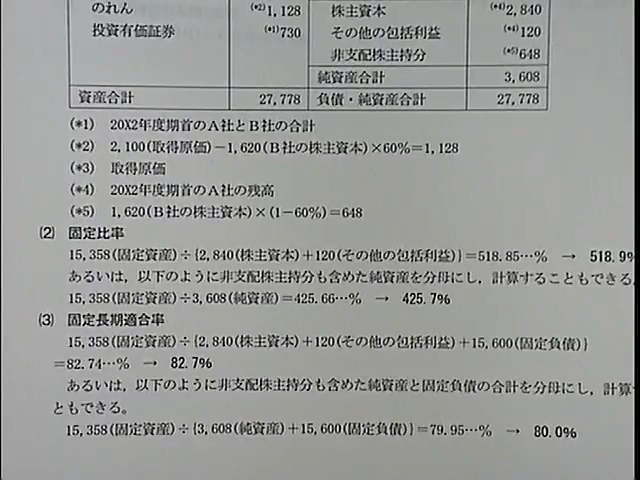 のれん (*2)1,128 株主資本 (*4)2,840
投資有価証券 (*1)730 その他の包括利益 (*4)120
非支配株主持分 (*5)648
純資産合計 3,608
資産合計 27,778 負債・純資産合計 27,778
(*1) 20X2年度期首のA社とB社の合計
(*2) 2,100(取得原価)－1,620(B社の株主資本)×60%＝1,128
(*3) 取得原価
(*4) 20X2年度期首のA社の残高
(*5) 1,620(B社の株主資本)×(1－60%)＝648
(2) 固定比率
15,358(固定資産)÷{2,840(株主資本)＋120(その他の包括利益)}＝518.85…% → 518.9%
あるいは，以下のように非支配株主持分も含めた純資産を分母にし，計算することもできる
15,358(固定資産)÷3,608(純資産)＝425.66…% → 425.7%
(3) 固定長期適合率
15,358(固定資産)÷{2,840(株主資本)＋120(その他の包括利益)＋15,600(固定負債)}
＝82.74…% → 82.7%
あるいは，以下のように非支配株主持分も含めた純資産と固定負債の合計を分母にし，計算
ともできる。
15,358(固定資産)÷{3,608(純資産)＋15,600(固定負債)}＝79.95…% → 80.0%